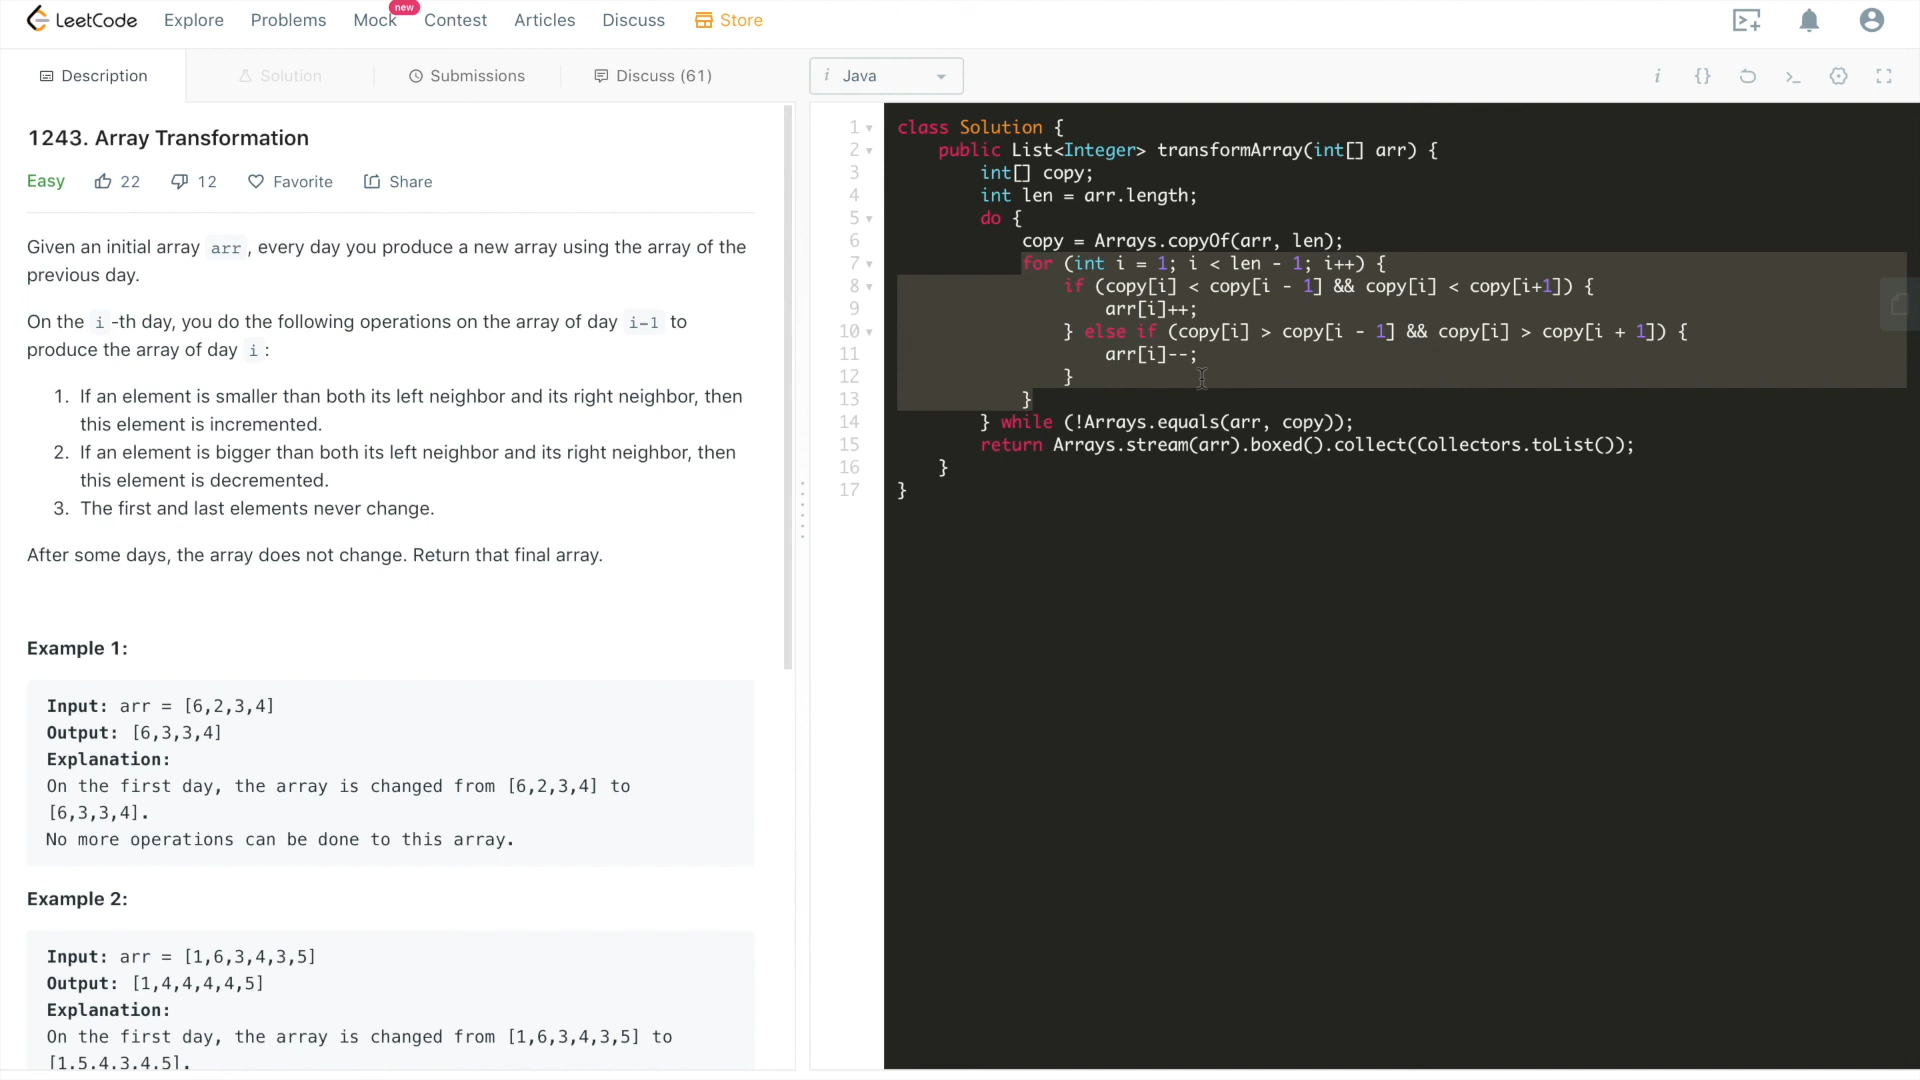 LeetCode Explore Problems Mock new Contest Articles Discuss Store
Description Solution Submissions Discuss (61)
i Java
i {}
1243. Array Transformation
Easy 22 12 Favorite Share
Given an initial array arr, every day you produce a new array using the array of the
previous day.
On the i-th day, you do the following operations on the array of day i-1 to
produce the array of day i:
1. If an element is smaller than both its left neighbor and its right neighbor, then
this element is incremented.
2. If an element is bigger than both its left neighbor and its right neighbor, then
this element is decremented.
3. The first and last elements never change.
After some days, the array does not change. Return that final array.
Example 1:
Input: arr = [6,2,3,4]
Output: [6,3,3,4]
Explanation:
On the first day, the array is changed from [6,2,3,4] to
[6,3,3,4].
No more operations can be done to this array.
Example 2:
Input: arr = [1,6,3,4,3,5]
Output: [1,4,4,4,4,5]
Explanation:
On the first day, the array is changed from [1,6,3,4,3,5] to
[1,5,4,3,4,5].
1 class Solution {
2 public List<Integer> transformArray(int[] arr) {
3 int[] copy;
4 int len = arr.length;
5 do {
6 copy = Arrays.copyOf(arr, len);
7 for (int i = 1; i < len - 1; i++) {
8 if (copy[i] < copy[i - 1] && copy[i] < copy[i+1]) {
9 arr[i]++;
10 } else if (copy[i] > copy[i - 1] && copy[i] > copy[i + 1]) {
11 arr[i]--;
12 }
13 }
14 } while (!Arrays.equals(arr, copy));
15 return Arrays.stream(arr).boxed().collect(Collectors.toList());
16 }
17 }